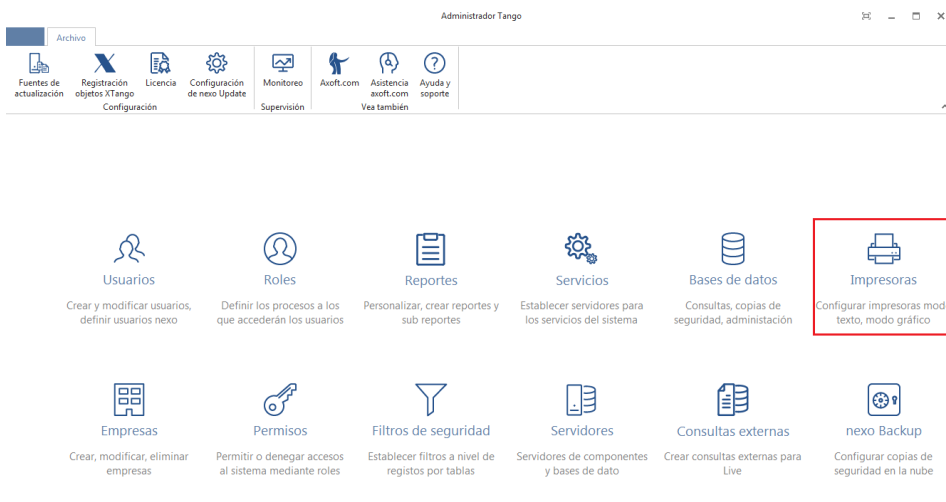 Administrador Tango
Archivo
Fuentes de
actualización
Registración
objetos XTango
Licencia
Configuración
de nexo Update
Monitoreo
Axoft.com
Asistencia
axoft.com
Ayuda y
soporte
Configuración
Supervisión
Vea también
Usuarios
Crear y modificar usuarios,
definir usuarios nexo
Roles
Definir los procesos a los
que accederán los usuarios
Reportes
Personalizar, crear reportes y
sub reportes
Servicios
Establecer servidores para
los servicios del sistema
Bases de datos
Consultas, copias de
seguridad, administación
Impresoras
Configurar impresoras mod
texto, modo gráfico
Empresas
Crear, modificar, eliminar
empresas
Permisos
Permitir o denegar accesos
al sistema mediante roles
Filtros de seguridad
Establecer filtros a nivel de
registos por tablas
Servidores
Servidores de componentes
y bases de dato
Consultas externas
Crear consultas externas para
Live
nexo Backup
Configurar copias de
seguridad en la nube